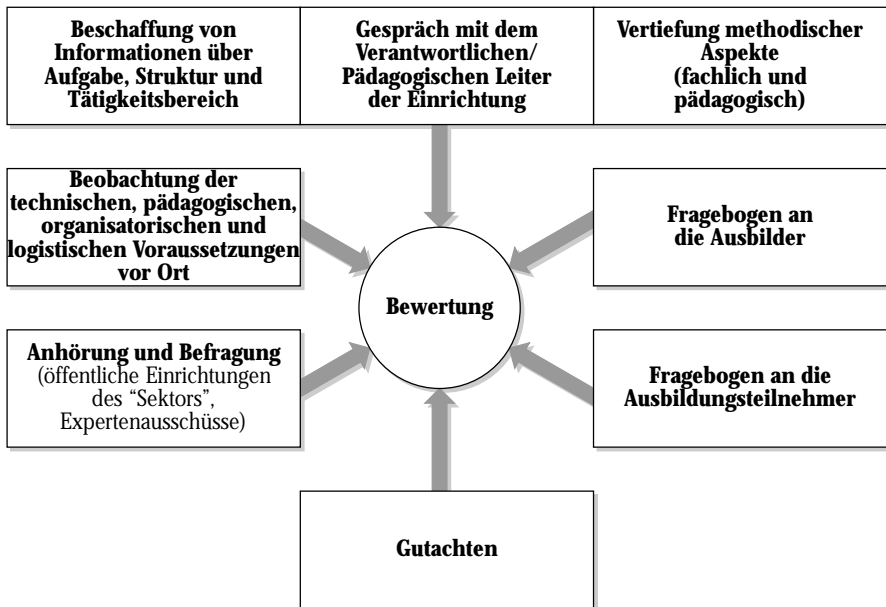 Beschaffung von
Informationen über
Aufgabe, Struktur und
Tätigkeitsbereich
Gespräch mit dem
Verantwortlichen/
Pädagogischen Leiter
der Einrichtung
Vertiefung methodischer
Aspekte
(fachlich und
pädagogisch)
Beobachtung der
technischen, pädagogischen,
organisatorischen und
logistischen Voraussetzungen
vor Ort
Fragebogen an
die Ausbilder
Bewertung
Anhörung und Befragung
(öffentliche Einrichtungen
des “Sektors”,
Expertenausschüsse)
Fragebogen an die
Ausbildungsteilnehmer
Gutachten